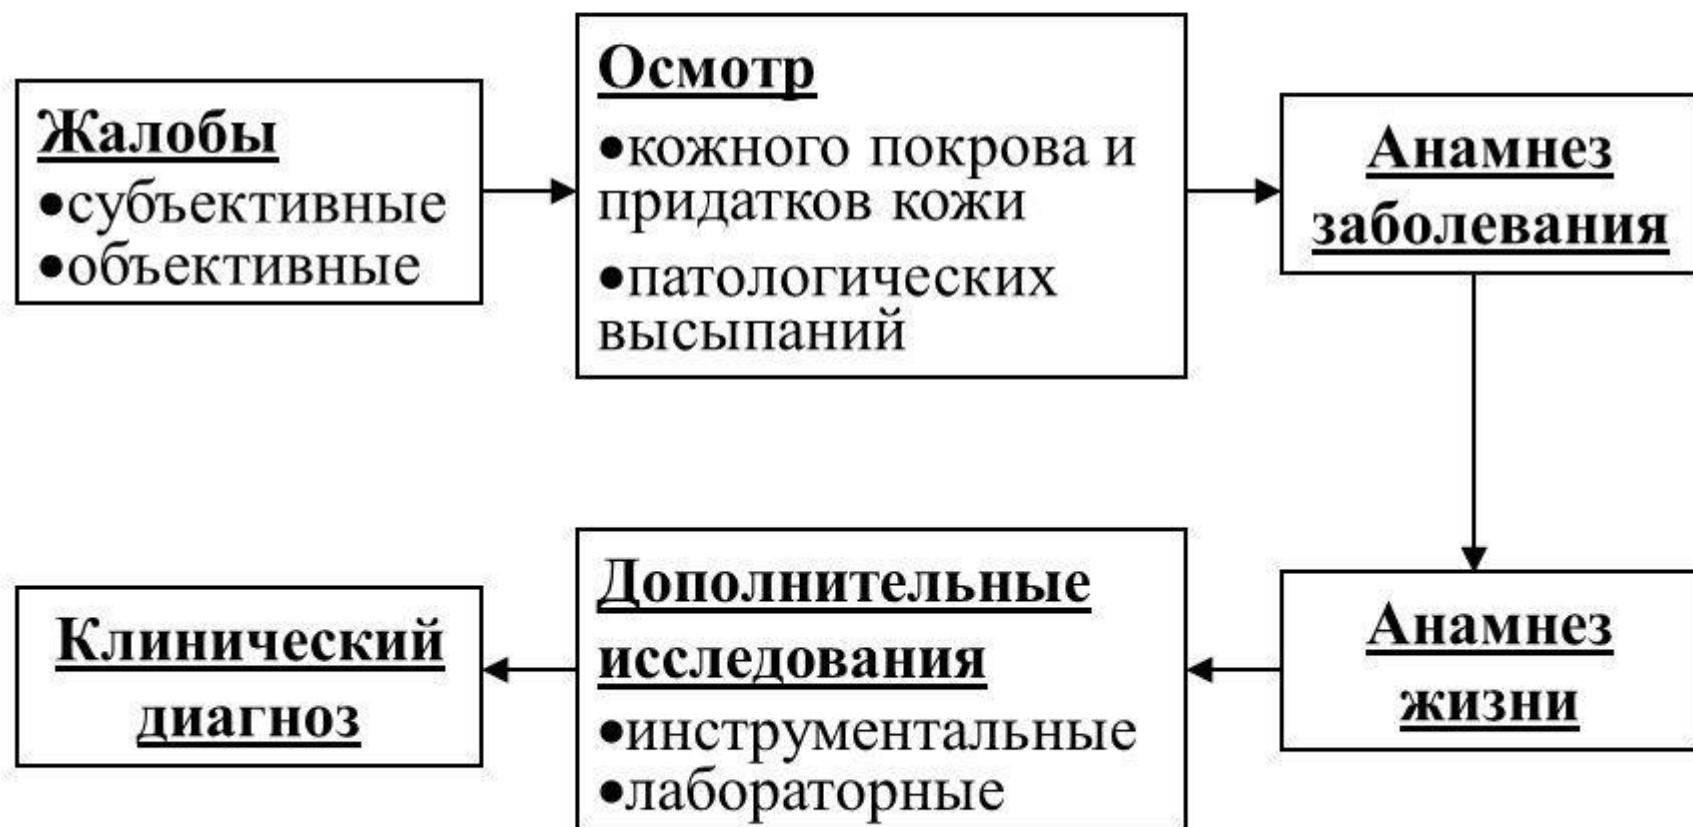 Жалобы
•субъективные
•объективные
Осмотр
•кожного покрова и
придатков кожи
•патологических
высыпаний
Анамнез
заболевания
Анамнез
жизни
Дополнительные
исследования
•инструментальные
•лабораторные
Клинический
диагноз